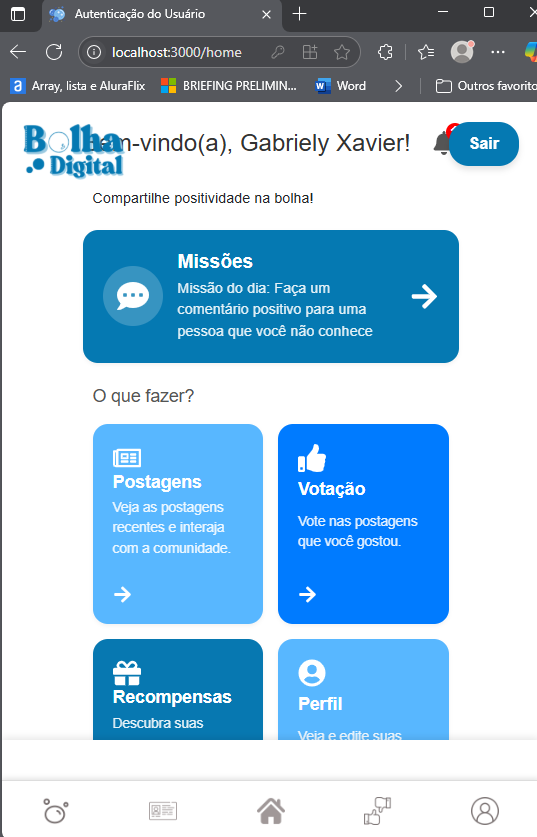 Autenticação do Usuário
localhost:3000/home
Array, lista e AluraFlix
BRIEFING PRELIMIN...
Word
Outros favorito
Bolha
Digital
Bem-vindo(a), Gabriely Xavier!
Sair
Compartilhe positividade na bolha!
Missões
Missão do dia: Faça um
comentário positivo para uma
pessoa que você não conhece
O que fazer?
Postagens
Veja as postagens
recentes e interaja
com a comunidade.
Votação
Vote nas postagens
que você gostou.
Recompensas
Descubra suas
Perfil
Veja e edite suas